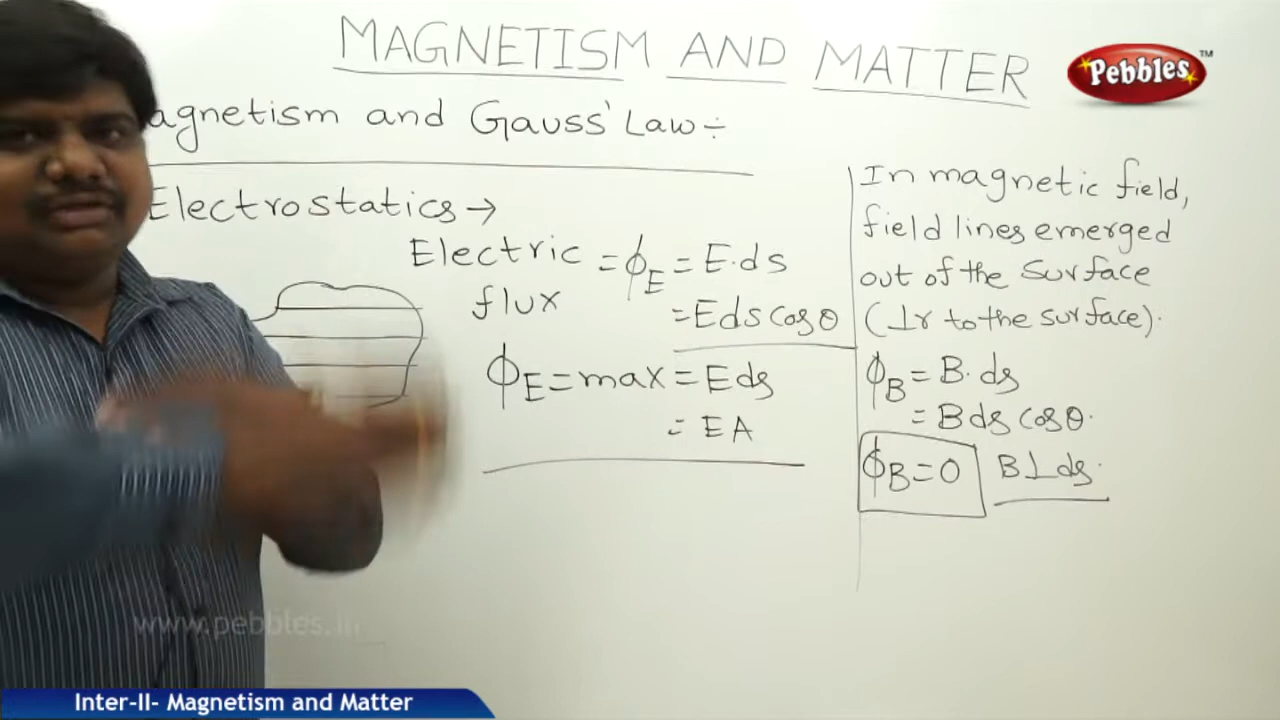 MAGNETISM AND MATTER
Pebbles™
agnetism and Gauss' Law÷
Electrostatics→
Electric flux = ϕE = E.ds
= Eds cosθ
ϕE = max = Eds
= EA
In magnetic field,
field lines emerged
out of the surface
(⊥r to the surface).
ϕB = B. ds
= Bds cosθ.
ϕB = 0 B⊥ds.
www.pebbles.in
Inter-II- Magnetism and Matter